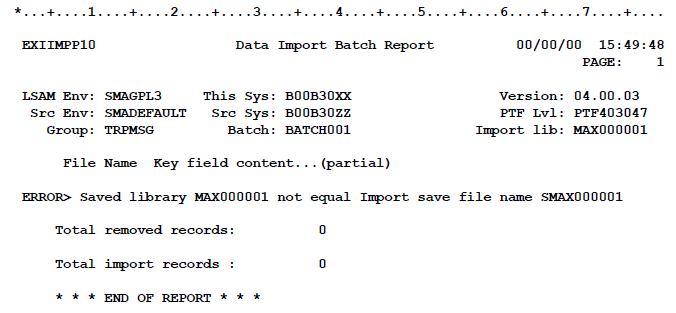 *...+....1....+....2....+....3....+....4....+....5....+....6....+....7....+....
EXIIMPP10 Data Import Batch Report 00/00/00 15:49:48
PAGE: 1
LSAM Env: SMAGPL3 This Sys: B00B30XX Version: 04.00.03
Src Env: SMADEFAULT Src Sys: B00B30ZZ PTF Lvl: PTF403047
Group: TRPMSG Batch: BATCH001 Import lib: MAX000001
File Name Key field content...(partial)
ERROR> Saved library MAX000001 not equal Import save file name SMAX000001
Total removed records: 0
Total import records : 0
* * * END OF REPORT * * *